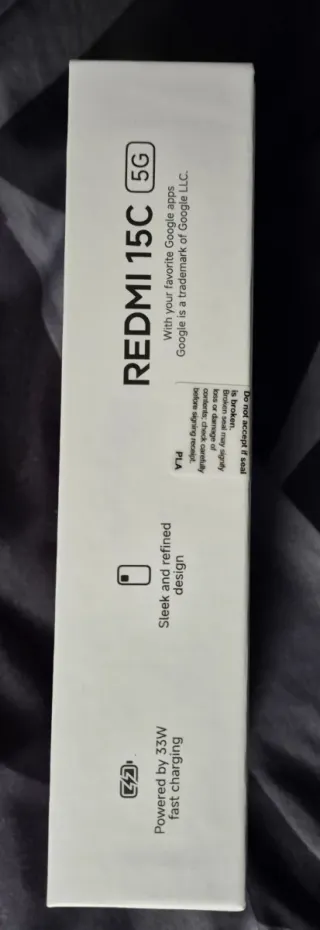 REDMI 15C 5G
With your favorite Google apps
Google is a trademark of Google LLC.
Do not accept if seal
is broken.
Broken seal may signify
loss or damage of
contents; check carefully
before signing receipt.
PLA
Sleek and refined
design
Powered by 33W
fast charging